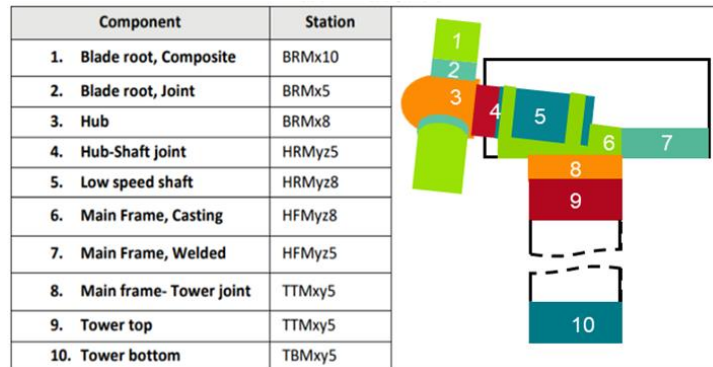 Component Station
1. Blade root, Composite BRMx10
2. Blade root, Joint BRMx5
3. Hub BRMx8
4. Hub-Shaft joint HRMyz5
5. Low speed shaft HRMyz8
6. Main Frame, Casting HFMyz8
7. Main Frame, Welded HFMyz5
8. Main frame- Tower joint TTMxy5
9. Tower top TTMxy5
10. Tower bottom TBMxy5
1
2
3
4
5
6
7
8
9
10